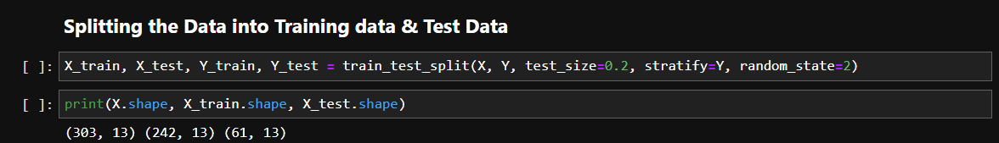 Splitting the Data into Training data & Test Data
[ ]: X_train, X_test, Y_train, Y_test = train_test_split(X, Y, test_size=0.2, stratify=Y, random_state=2)
[ ]: print(X.shape, X_train.shape, X_test.shape)
(303, 13) (242, 13) (61, 13)